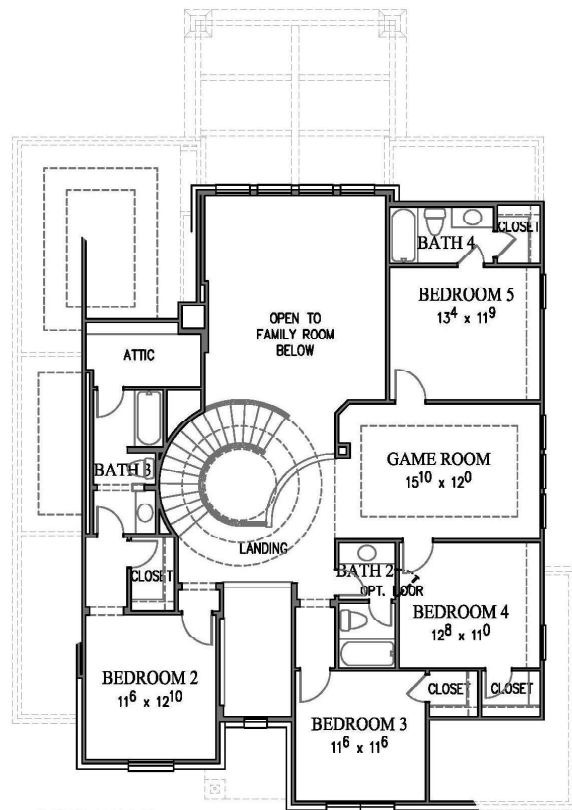 CLOSET
BATH 4
BEDROOM 5
13⁴ x 11⁹
OPEN TO
FAMILY ROOM
BELOW
ATTIC
GAME ROOM
15¹⁰ x 12⁰
BATH 3
LANDING
CLOSET
BATH 2
OPT. DOOR
BEDROOM 4
12⁸ x 11⁰
BEDROOM 2
11⁶ x 12¹⁰
CLOSET
CLOSET
BEDROOM 3
11⁶ x 11⁶